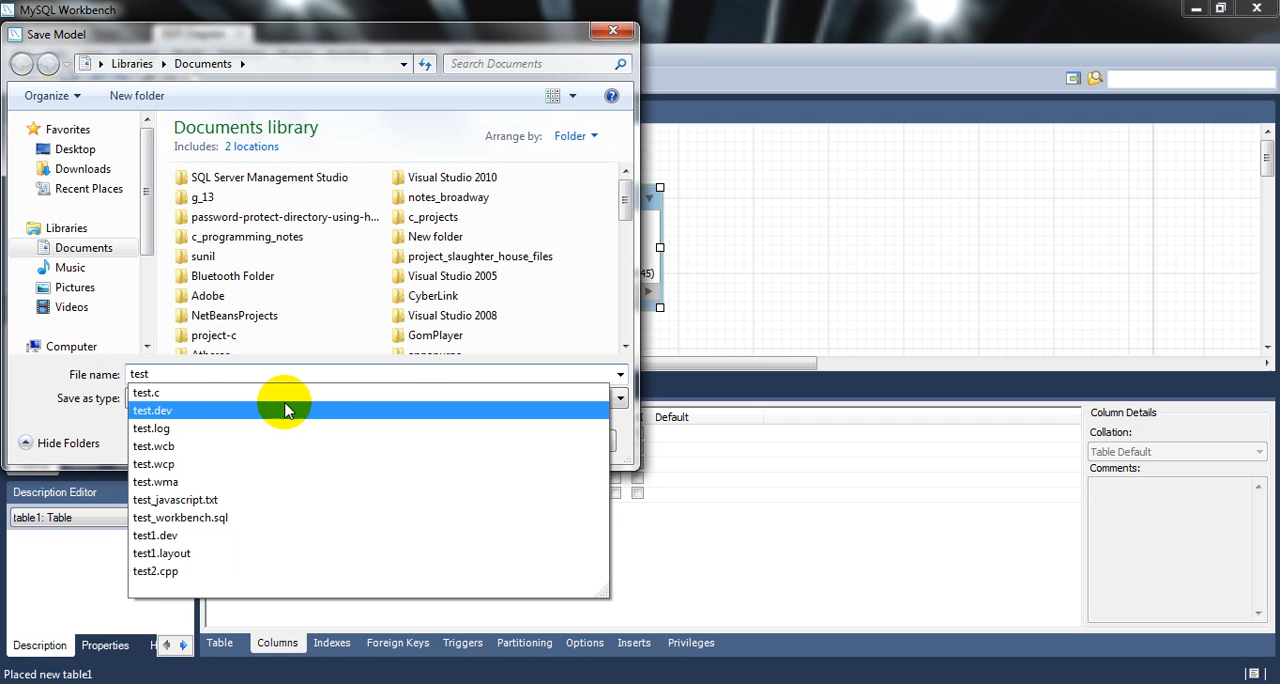 MySQL Workbench
Save Model
Libraries
Documents
Search Documents
Organize
New folder
Documents library
Includes: 2 locations
Arrange by: Folder
Favorites
Desktop
Downloads
Recent Places
Libraries
Documents
Music
Pictures
Videos
Computer
SQL Server Management Studio
g_13
password-protect-directory-using-h...
c_programming_notes
sunil
Bluetooth Folder
Adobe
NetBeansProjects
project-c
Visual Studio 2010
notes_broadway
c_projects
New folder
project_slaughter_house_files
Visual Studio 2005
CyberLink
Visual Studio 2008
GomPlayer
45)
File name: test
Save as type:
test.c
test.dev
test.log
test.wcb
test.wcp
test.wma
test_javascript.txt
test_workbench.sql
test1.dev
test1.layout
test2.cpp
Hide Folders
Default
Column Details
Collation:
Table Default
Comments:
Description Editor
table1: Table
Description Properties H
Table Columns Indexes Foreign Keys Triggers Partitioning Options Inserts Privileges
Placed new table1